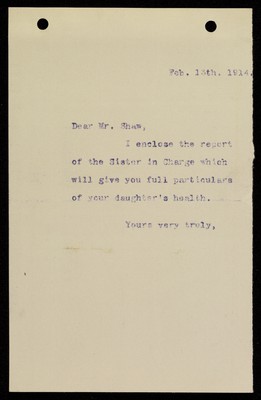 Feb. 16th. 1914.
Dear Mr. Shaw,
I enclose the report
of the Sister in Charge which
will give you full particulars
of your daughter's health.
Yours very truly,